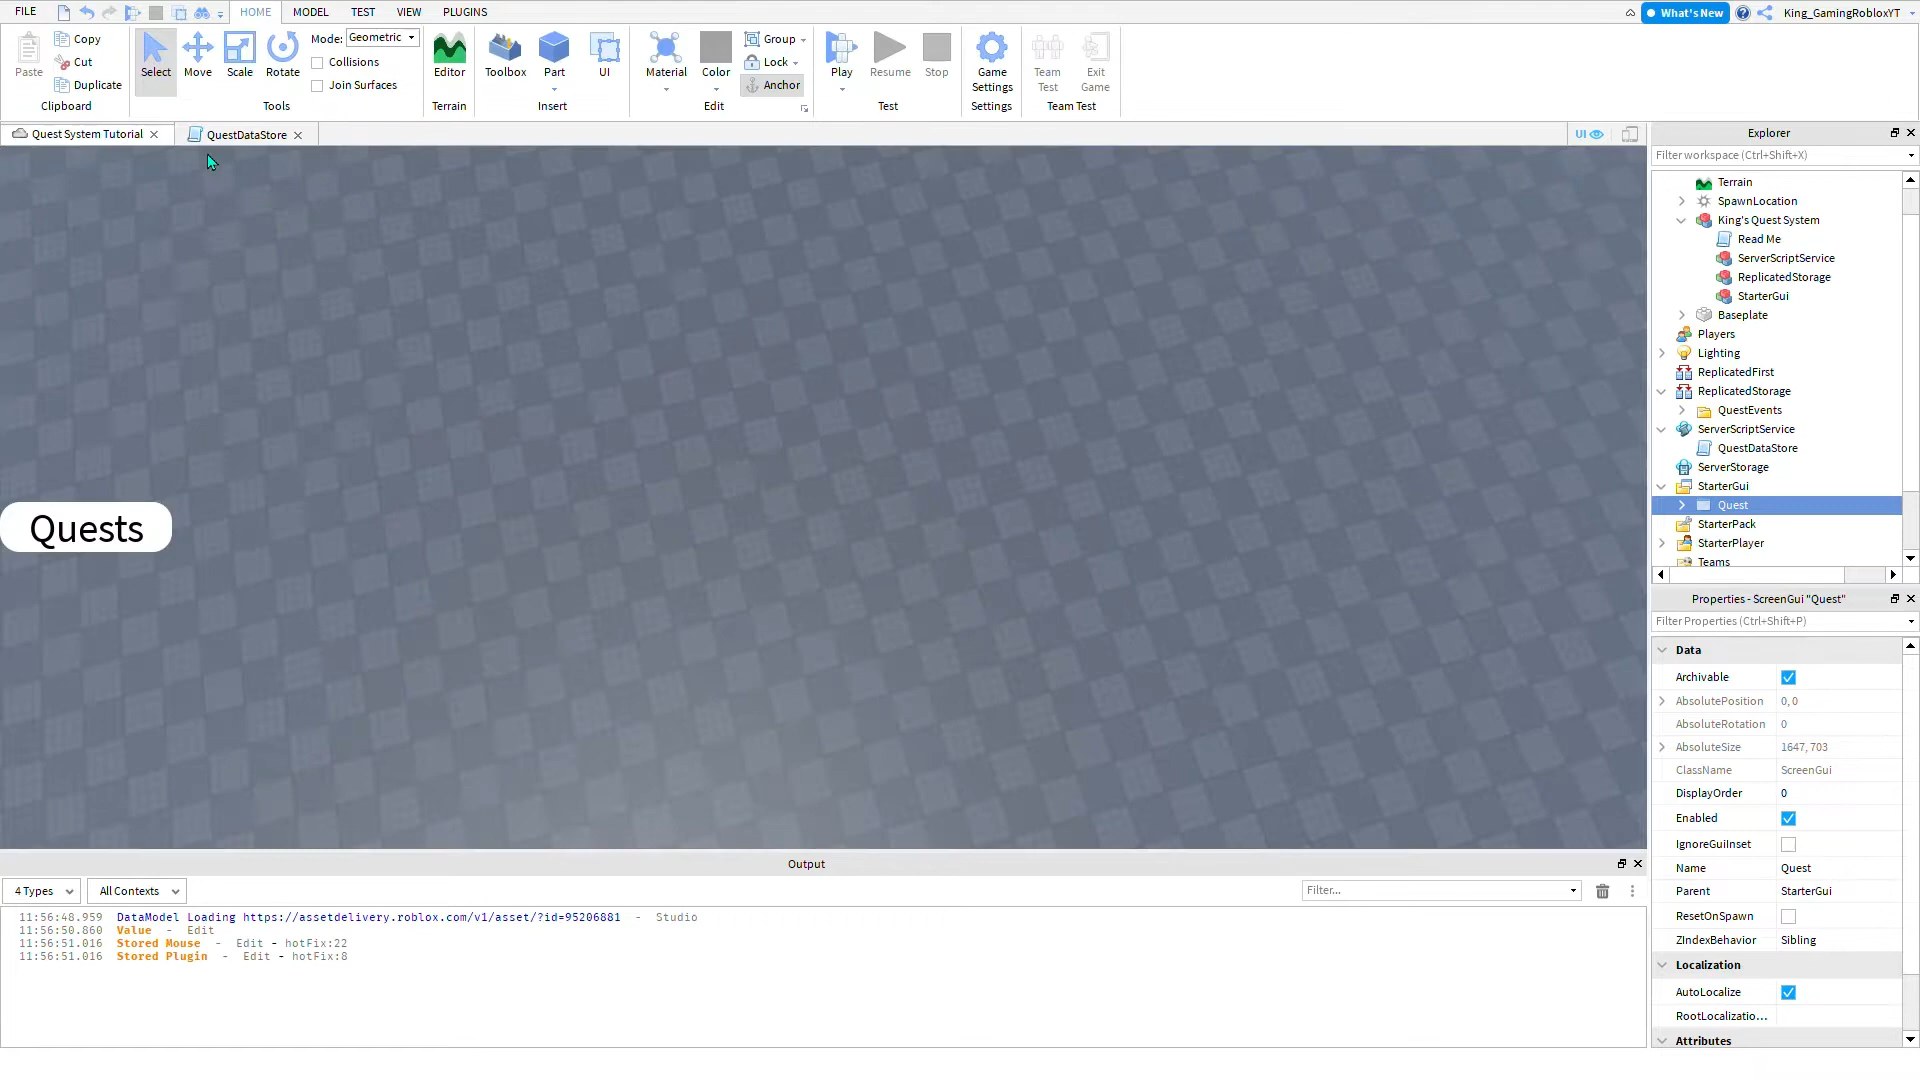 FILE HOME MODEL TEST VIEW PLUGINS What's New King_GamingRobloxYT
Paste Copy Cut Duplicate
Clipboard
Select Move Scale Rotate Mode: Geometric Collisions Join Surfaces
Tools
Editor
Terrain
Toolbox Part UI
Insert
Material Color Group Lock Anchor
Edit
Play Resume Stop
Test
Game Settings
Settings
Team Test Exit Game
Team Test
Quest System Tutorial QuestDataStore
UI
Quests
Explorer
Filter workspace (Ctrl+Shift+X)
Terrain
SpawnLocation
King's Quest System
Read Me
ServerScriptService
ReplicatedStorage
StarterGui
Baseplate
Players
Lighting
ReplicatedFirst
ReplicatedStorage
QuestEvents
ServerScriptService
QuestDataStore
ServerStorage
StarterGui
Quest
StarterPack
StarterPlayer
Teams
Properties - ScreenGui "Quest"
Filter Properties (Ctrl+Shift+P)
Data
Archivable
AbsolutePosition 0, 0
AbsoluteRotation 0
AbsoluteSize 1647, 703
ClassName ScreenGui
DisplayOrder 0
Enabled
IgnoreGuiInset
Name Quest
Parent StarterGui
ResetOnSpawn
ZIndexBehavior Sibling
Localization
AutoLocalize
RootLocalizatio...
Attributes
Output
4 Types All Contexts Filter...
11:56:48.959 DataModel Loading https://assetdelivery.roblox.com/v1/asset/?id=95206881 - Studio
11:56:50.860 Value - Edit
11:56:51.016 Stored Mouse - Edit - hotFix:22
11:56:51.016 Stored Plugin - Edit - hotFix:8